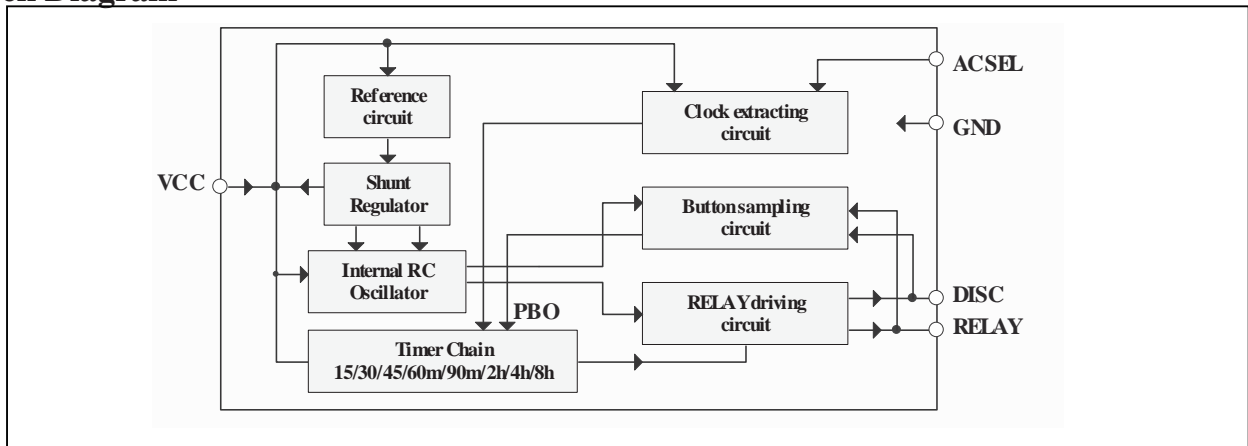 Diagram
ACSEL
Reference
circuit
Clock extracting
circuit
GND
VCC
Shunt
Regulator
Button sampling
circuit
Internal RC
Oscillator
PBO
RELAY driving
circuit
DISC
RELAY
Timer Chain
15/30/45/60m/90m/2h/4h/8h